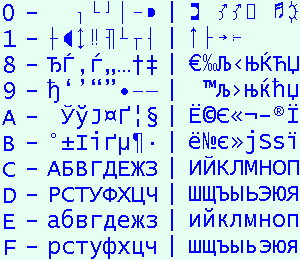 0 – ┐└┘│– |
1 – ├◀↕‼╢└┬┤ | ↑├→←
8 – ЂЃ‚ѓ„…†‡ | €‰Љ‹ЊЌЋЏ
9 – ђ‘’“”•–— | ™љ›њќћџ
A – ЎўЈ¤Ґ¦§ | Ё©Є«¬–®Ї
B – °±Ііґµ¶· | ё№є»јЅѕї
C – АБВГДЕЖЗ | ИЙКЛМНОП
D – РСТУФХЦЧ | ШЩЪЫЬЭЮЯ
E – абвгдежз | ийклмноп
F – рстуфхцч | шщъыьэюя